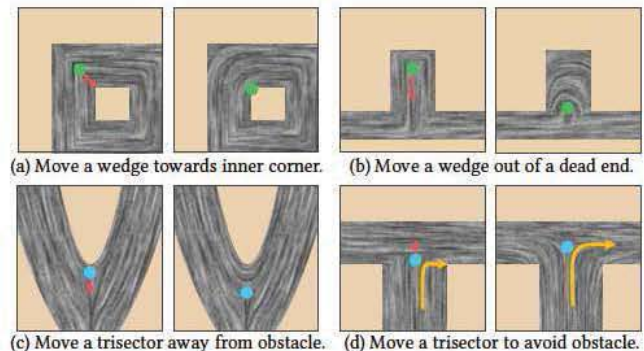 (a) Move a wedge towards inner corner.
(b) Move a wedge out of a dead end.
(c) Move a trisector away from obstacle.
(d) Move a trisector to avoid obstacle.